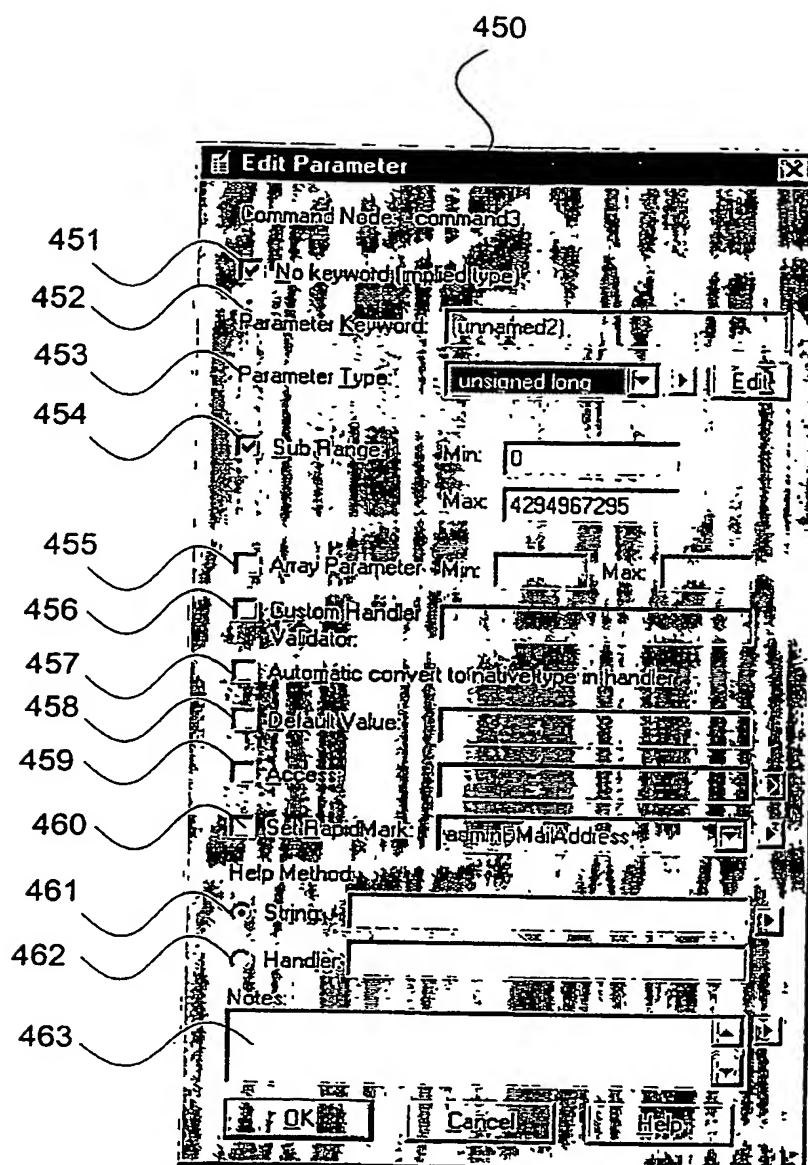 450
Edit Parameter
Command Node: command3
451
No keyword (implied type)
452
Parameter Keyword: (unnamed2)
453
Parameter Type: unsigned long Edit
454
Sub Range Min: 0
Max: 4294967295
455
Array Parameter Min: Max:
456
Custom Handler
Validator:
457
Automatic convert to native type in handler
458
Default Value:
459
Access
460
Set RapidMark:
461
Help Method
String:
462
Handler:
Notes:
463
OK Cancel Help